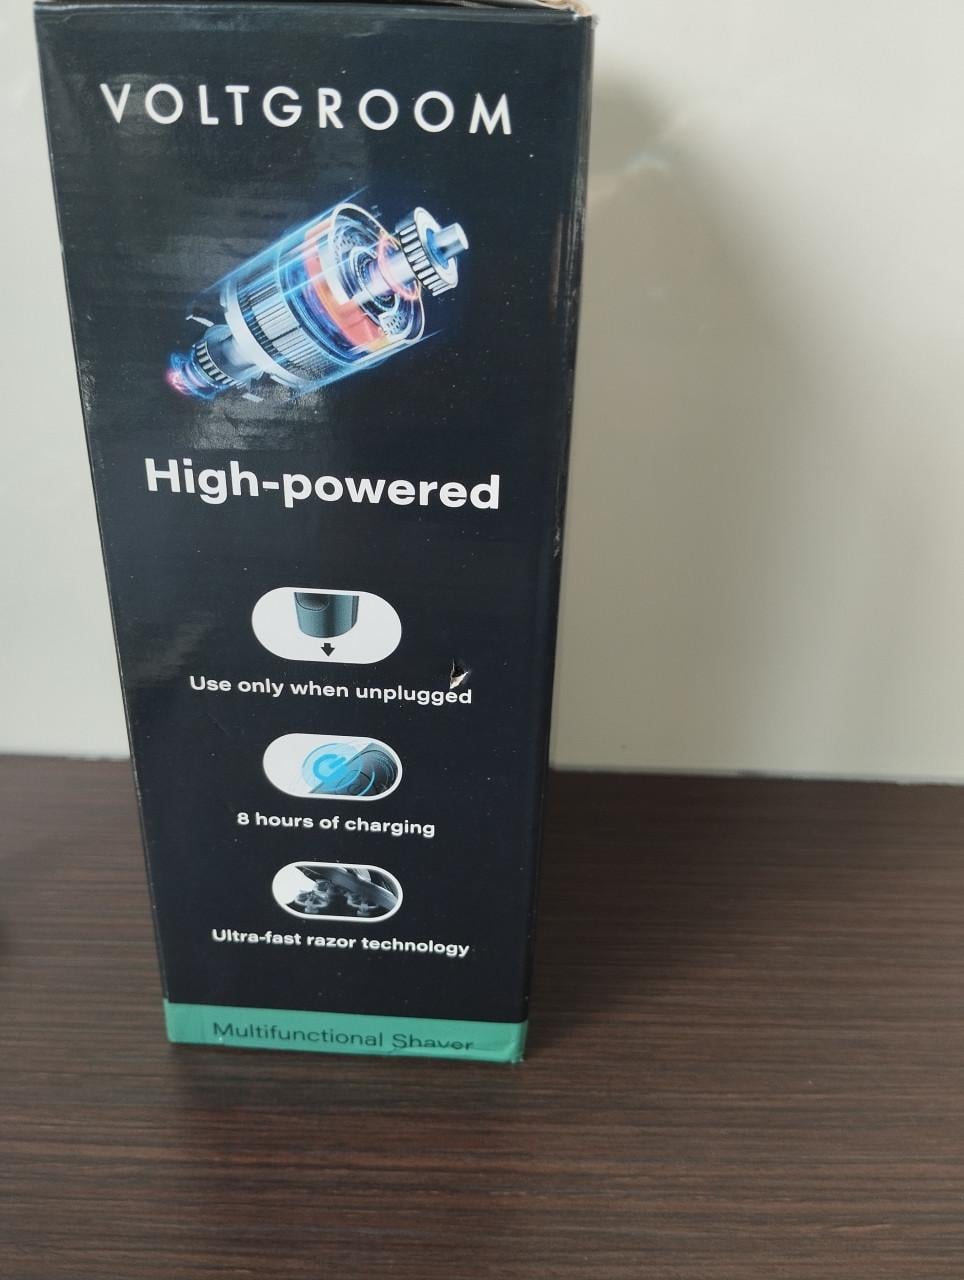 VOLTGROOM
High-powered
Use only when unplugged
8 hours of charging
Ultra-fast razor technology
Multifunctional Shaver